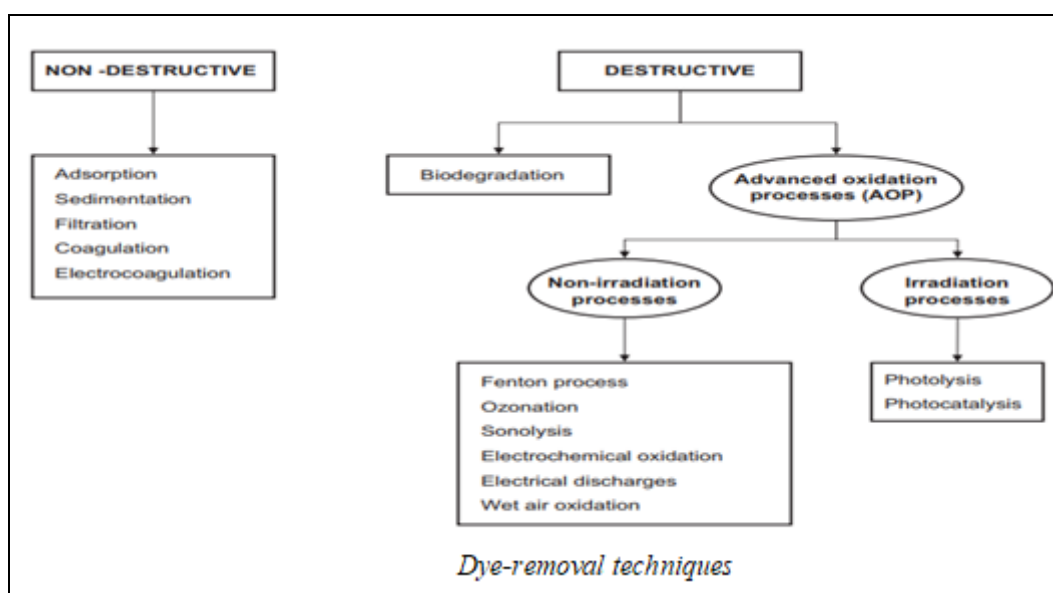 NON -DESTRUCTIVE
Adsorption
Sedimentation
Filtration
Coagulation
Electrocoagulation
DESTRUCTIVE
Biodegradation
Advanced oxidation
processes (AOP)
Non-irradiation
processes
Irradiation
processes
Fenton process
Ozonation
Sonolysis
Electrochemical oxidation
Electrical discharges
Wet air oxidation
Photolysis
Photocatalysis
Dye-removal techniques